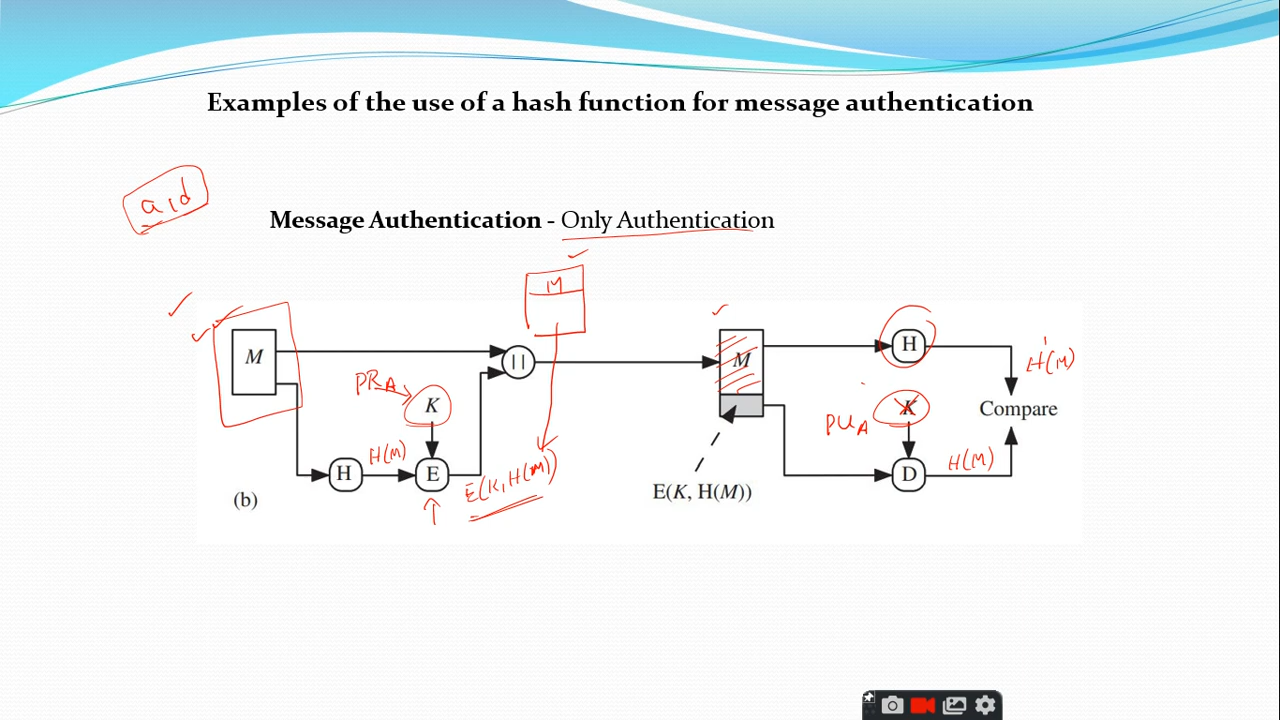 Examples of the use of a hash function for message authentication
a,d
Message Authentication - Only Authentication
M
M
M
H
H'(M)
PRA
K
||
K
PUA
Compare
H
H(M)
E
E(K, H(M))
D
H(M)
(b)
E(K, H(M))